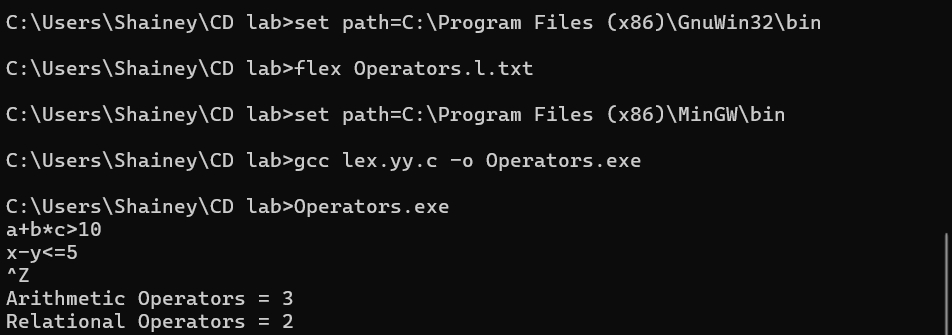 C:\Users\Shainey\CD lab>set path=C:\Program Files (x86)\GnuWin32\bin
C:\Users\Shainey\CD lab>flex Operators.l.txt
C:\Users\Shainey\CD lab>set path=C:\Program Files (x86)\MinGW\bin
C:\Users\Shainey\CD lab>gcc lex.yy.c -o Operators.exe
C:\Users\Shainey\CD lab>Operators.exe
a+b*c>10
x-y<=5
^Z
Arithmetic Operators = 3
Relational Operators = 2